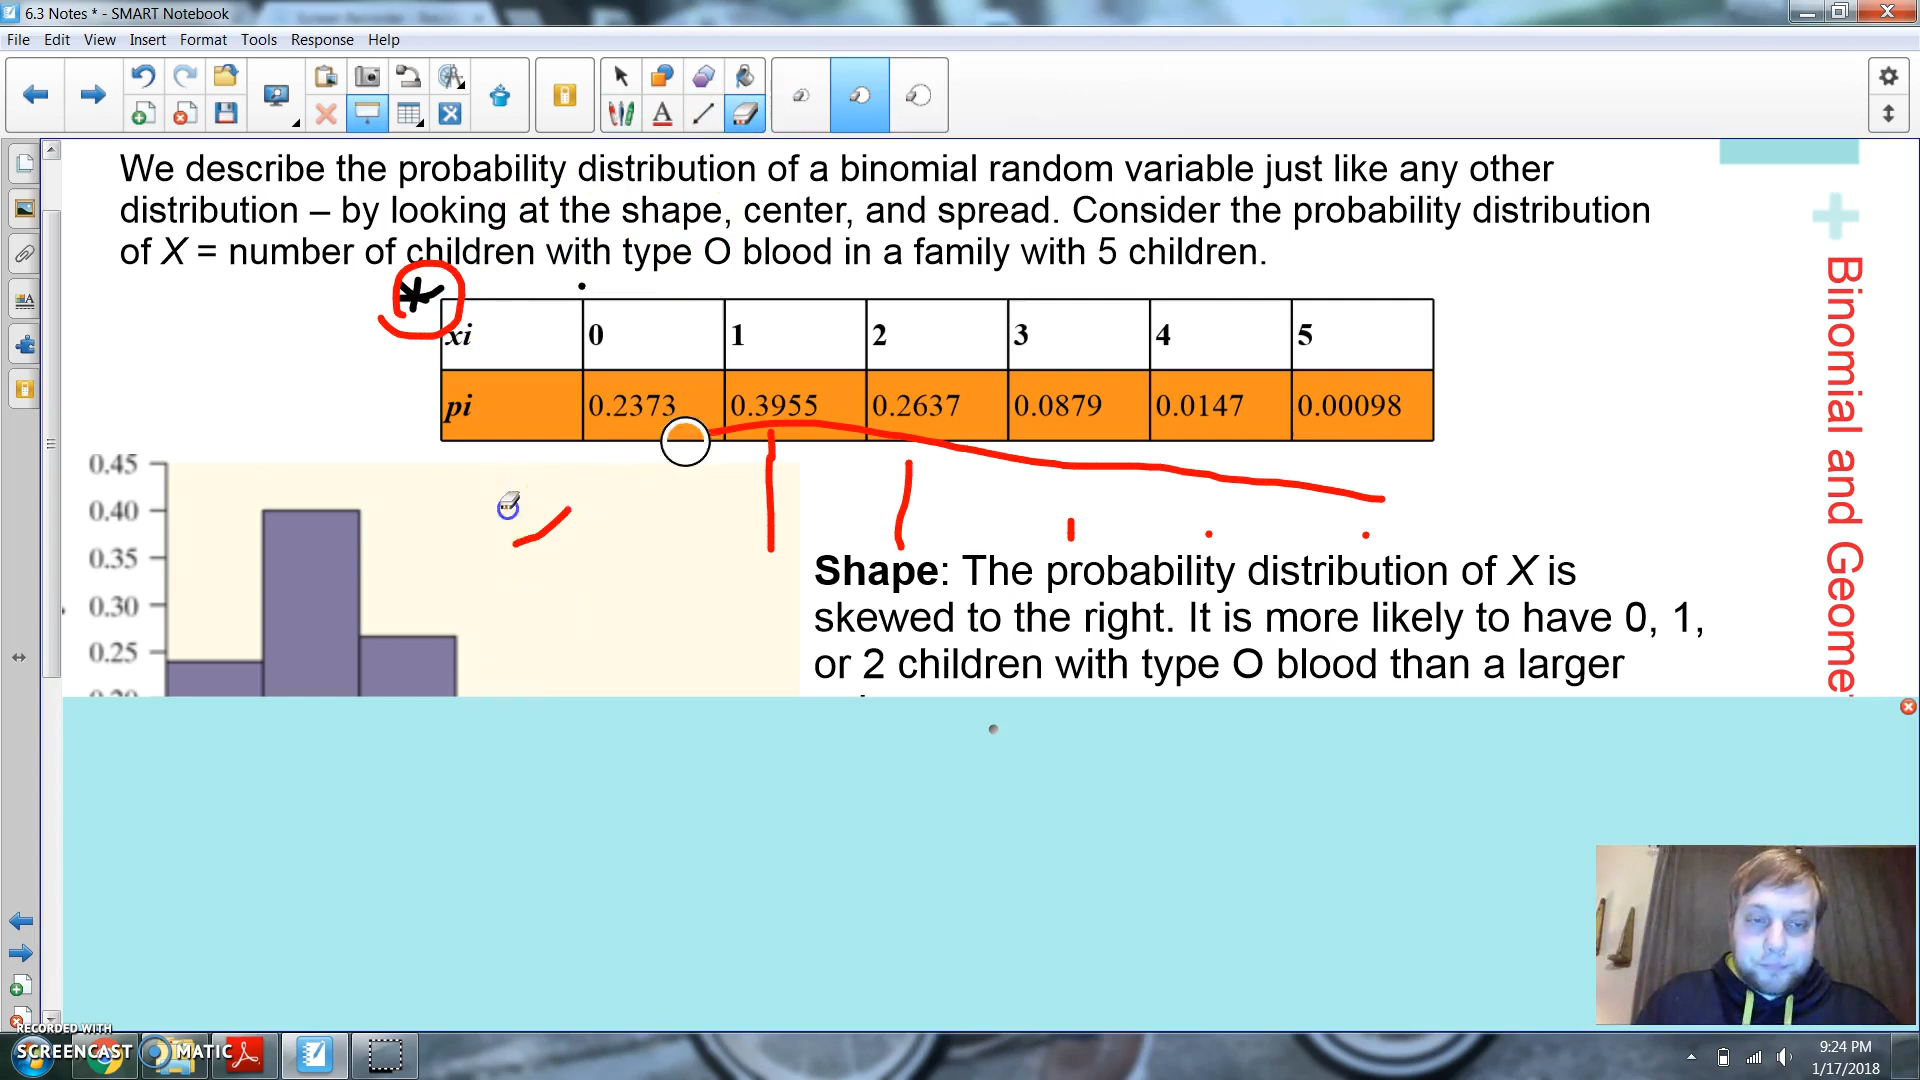 6.3 Notes * - SMART Notebook
File Edit View Insert Format Tools Response Help
We describe the probability distribution of a binomial random variable just like any other
distribution – by looking at the shape, center, and spread. Consider the probability distribution
of X = number of children with type O blood in a family with 5 children.
xi 0 1 2 3 4 5
pi 0.2373 0.3955 0.2637 0.0879 0.0147 0.00098
0.45
0.40
0.35
0.30
0.25
Shape: The probability distribution of X is
skewed to the right. It is more likely to have 0, 1,
or 2 children with type O blood than a larger
+ Binomial and Geome
RECORDED WITH
SCREENCAST MATIC
9:24 PM
1/17/2018